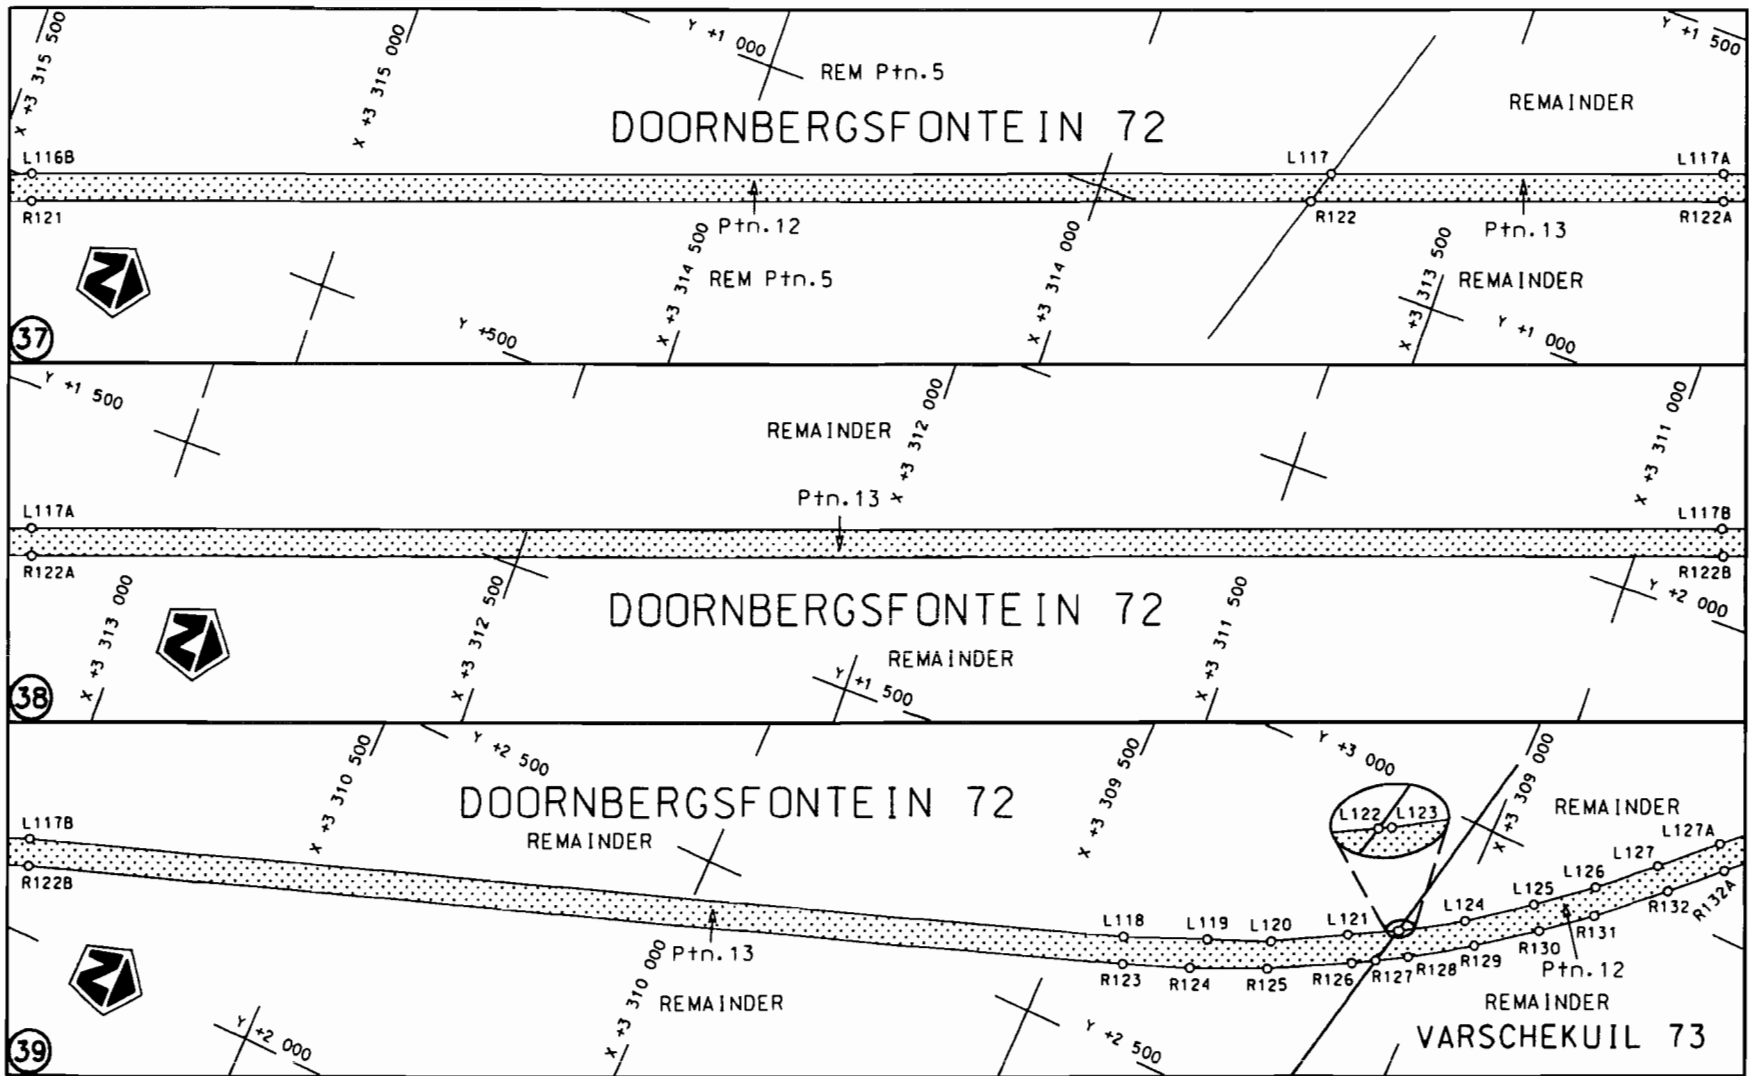 X +3 315 500
X +3 315 000
Y +1 000
REM Ptn.5
Y +1 500
REMAINDER
DOORNBERGSFONTEIN 72
L116B
L117
L117A
R121
Ptn.12
R122
Ptn.13
R122A
X +3 314 500
REM Ptn.5
X +3 314 000
X +3 313 500
REMAINDER
Y +500
Y +1 000
37
Y +1 500
REMAINDER
X +3 312 000
X +3 311 000
Ptn.13
L117A
L117B
R122A
R122B
X +3 313 000
X +3 312 500
DOORNBERGSFONTEIN 72
X +3 311 500
Y +2 000
REMAINDER
Y +1 500
38
X +3 310 500
Y +2 500
X +3 309 500
Y +3 000
X +3 309 000
DOORNBERGSFONTEIN 72
REMAINDER
L122 L123
REMAINDER
L117B
L127A
L127
R122B
L126
L125
L124
L118
L119
L120
L121
R132A
R132
R131
R130
Ptn.13
R123
R124
R125
R126
R127
R128
R129
Ptn.12
X +3 310 000
REMAINDER
REMAINDER
Y +2 000
Y +2 500
VARSCHEKUIL 73
39